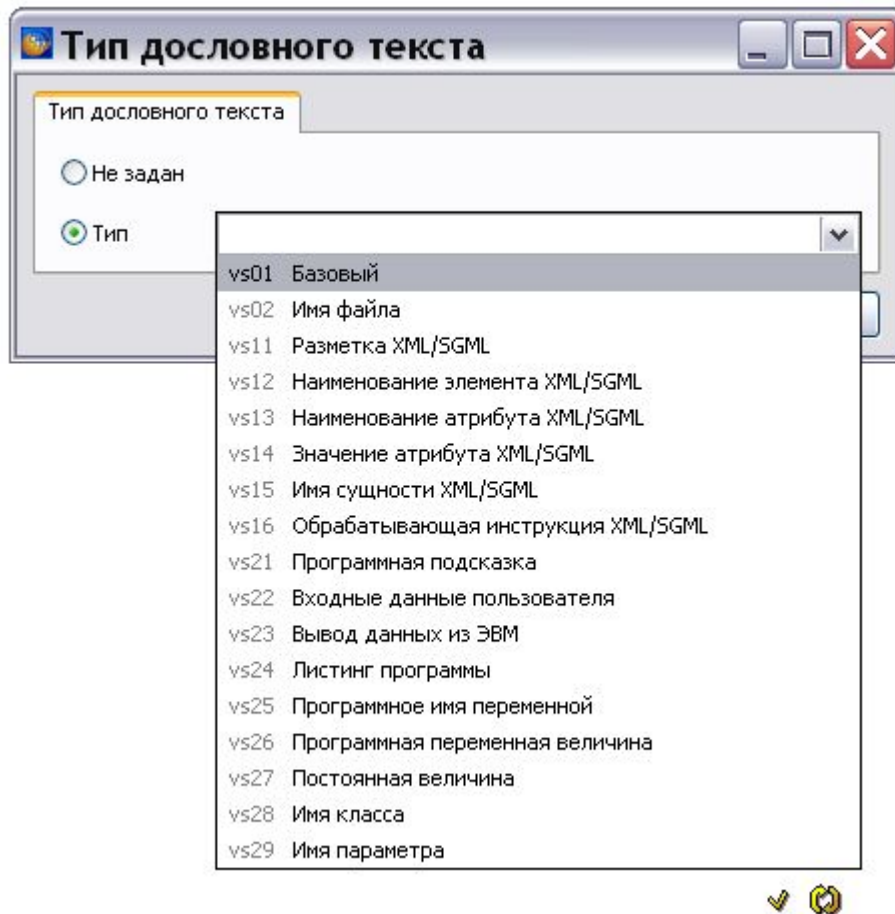 Тип дословного текста
Тип дословного текста
Не задан
Тип
vs01 Базовый
vs02 Имя файла
vs11 Разметка XML/SGML
vs12 Наименование элемента XML/SGML
vs13 Наименование атрибута XML/SGML
vs14 Значение атрибута XML/SGML
vs15 Имя сущности XML/SGML
vs16 Обрабатывающая инструкция XML/SGML
vs21 Программная подсказка
vs22 Входные данные пользователя
vs23 Вывод данных из ЭВМ
vs24 Листинг программы
vs25 Программное имя переменной
vs26 Программная переменная величина
vs27 Постоянная величина
vs28 Имя класса
vs29 Имя параметра